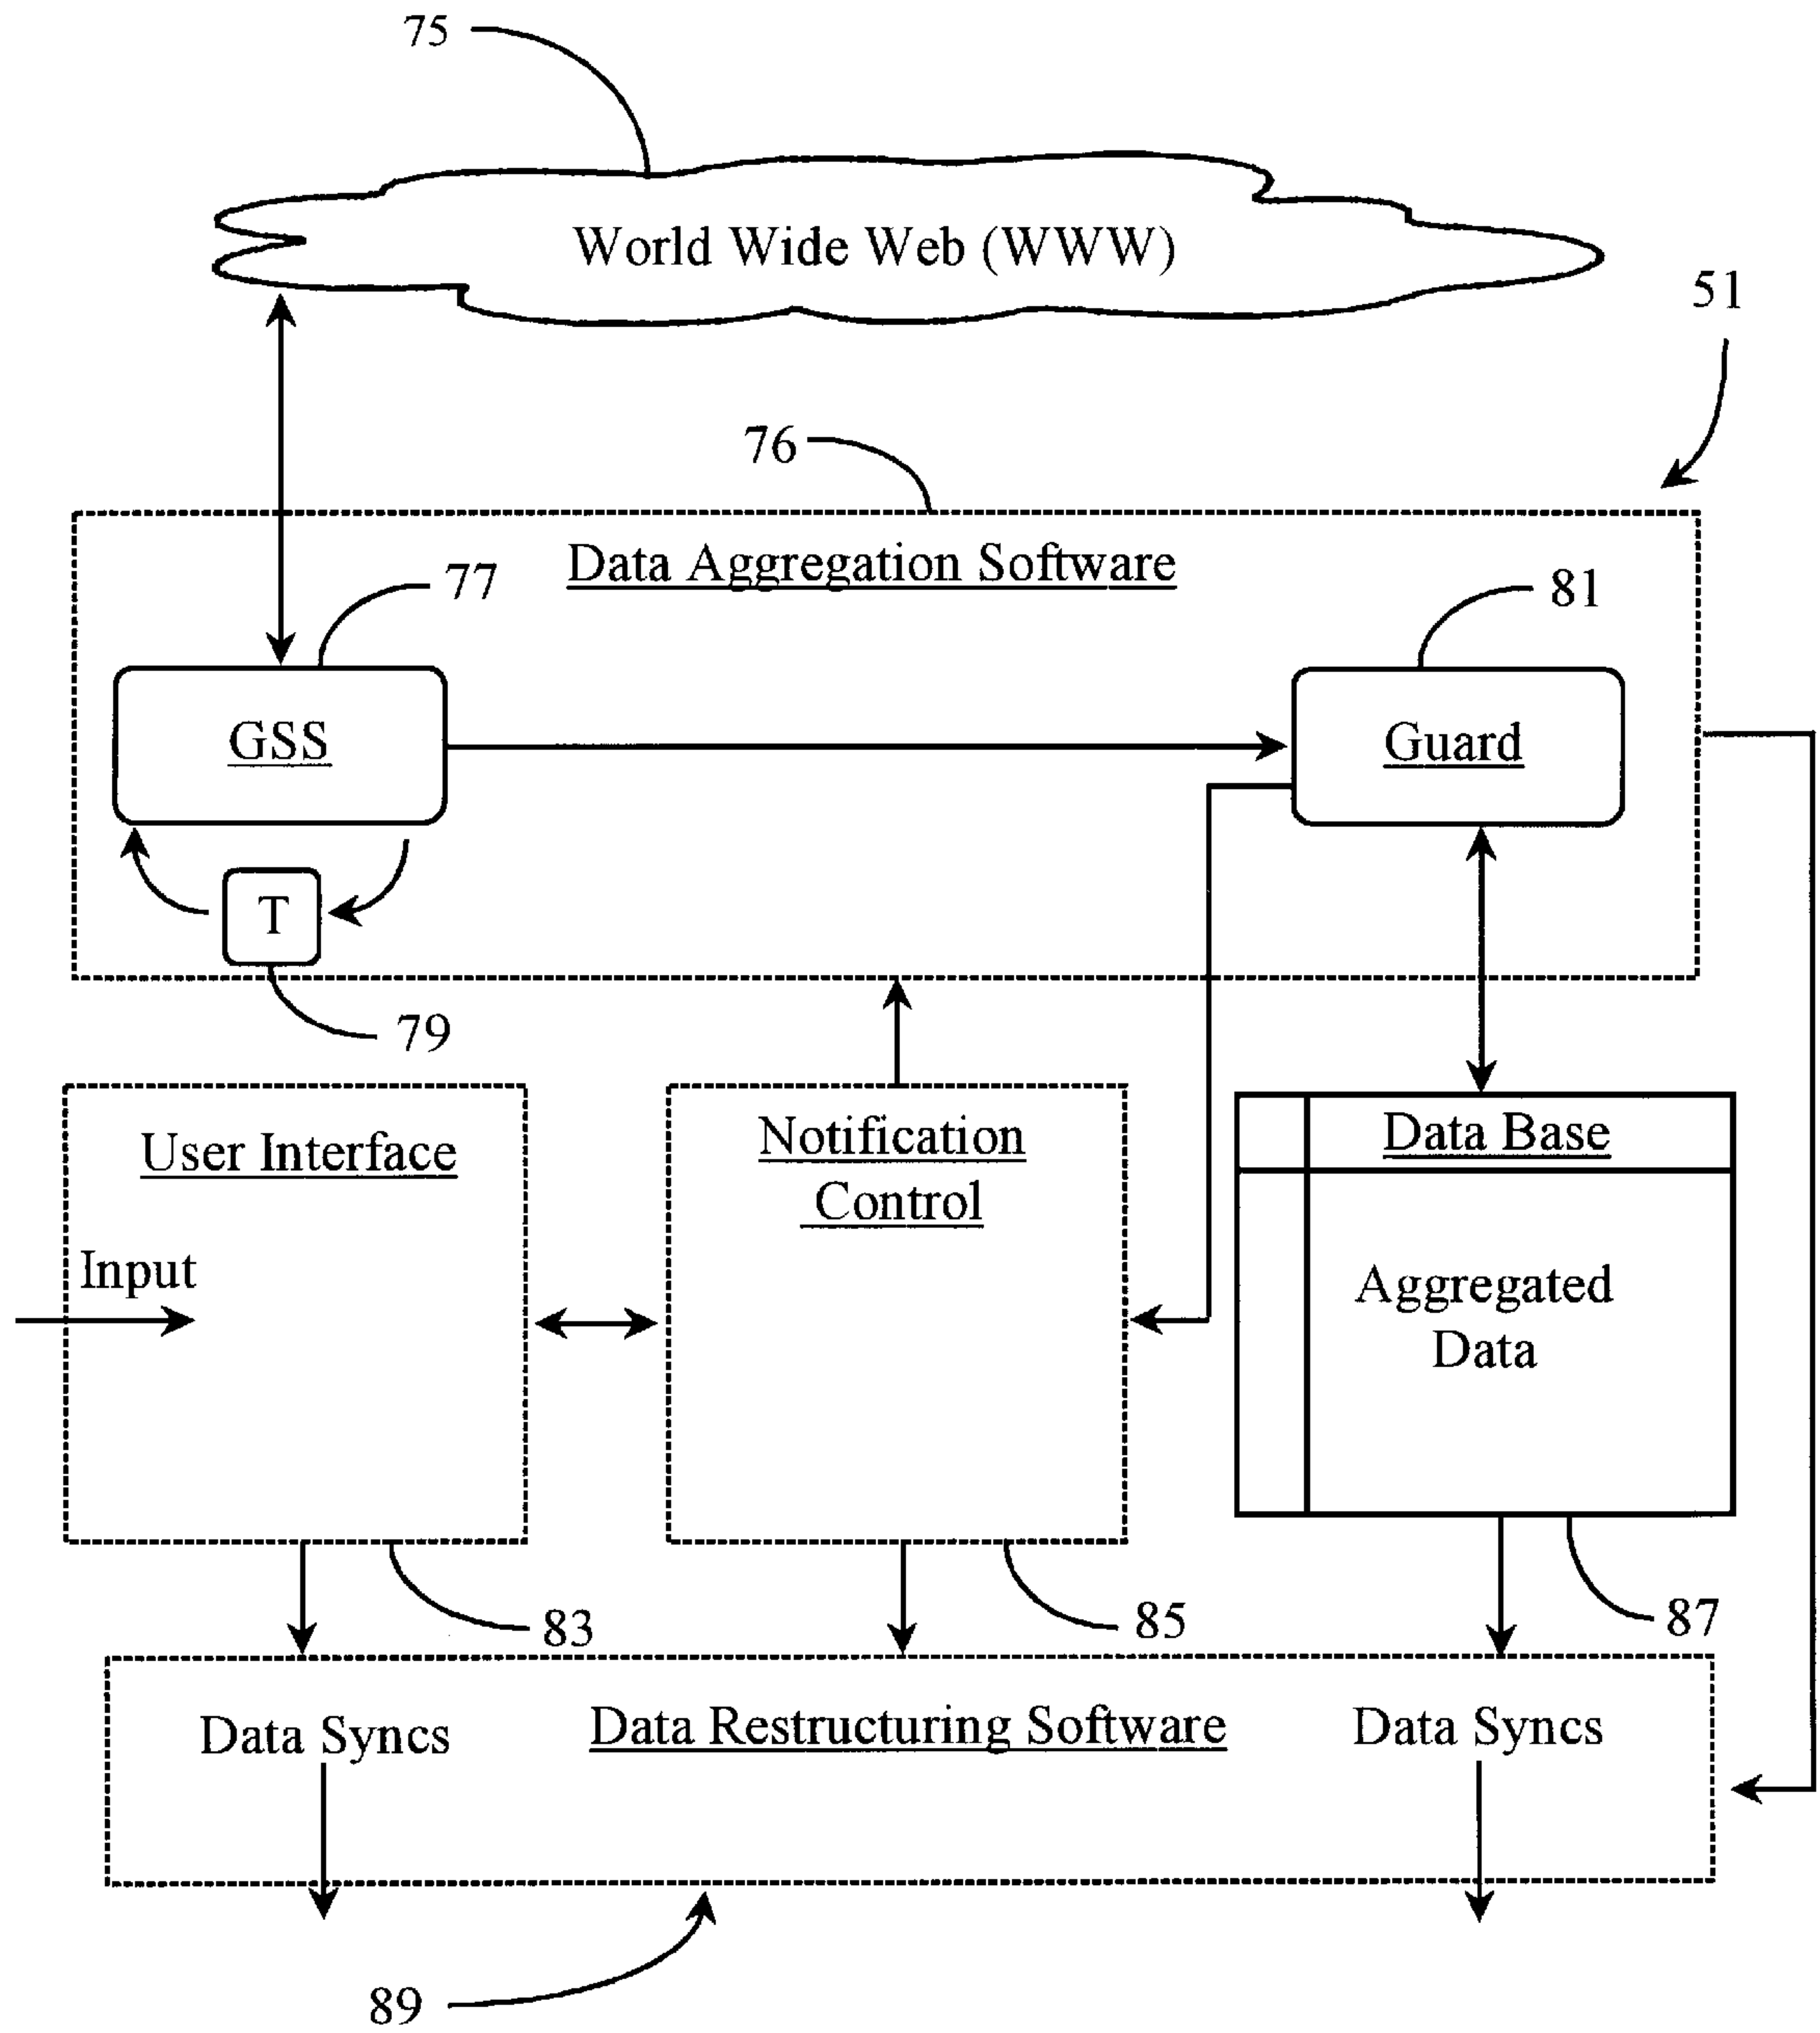 75
World Wide Web (WWW)
51
76
Data Aggregation Software
77
81
GSS
Guard
T
79
User Interface
Notification
Control
Data Base
Input
Aggregated
Data
83
85
87
Data Syncs
Data Restructuring Software
Data Syncs
89